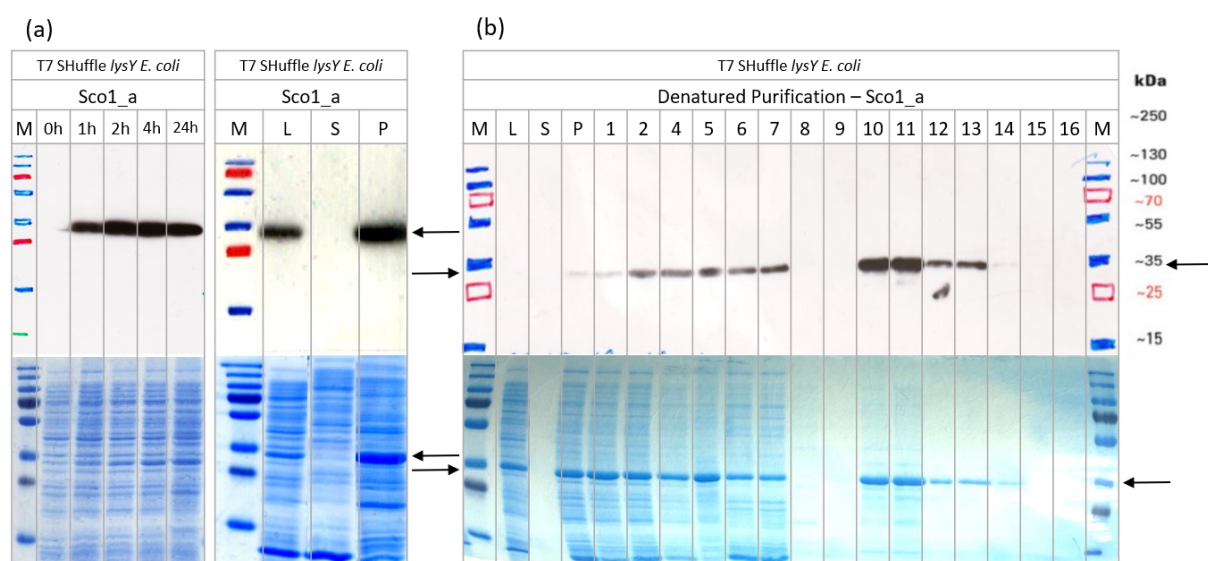 (a)
(b)
T7 SHuffle lysY E. coli
T7 SHuffle lysY E. coli
T7 SHuffle lysY E. coli
Sco1_a
Sco1_a
Denatured Purification – Sco1_a
M 0h 1h 2h 4h 24h
M L S P
M L S P 1 2 4 5 6 7 8 9 10 11 12 13 14 15 16 M
kDa
~250
~130
~100
~70
~55
~35
~25
~15